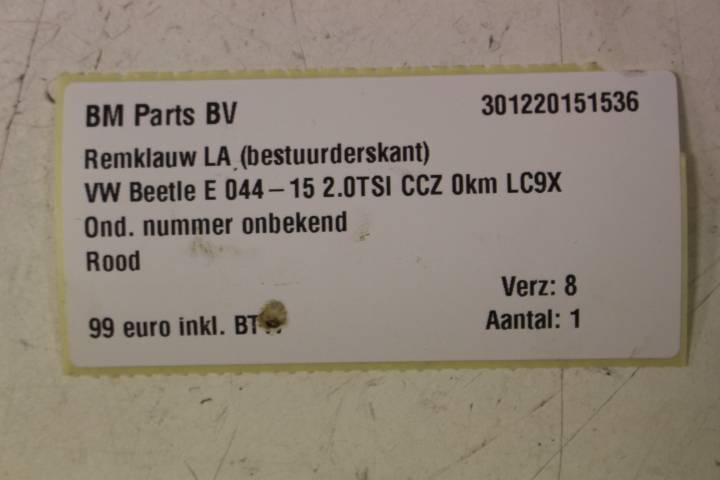 BM Parts BV 301220151536
Remklauw LA (bestuurderskant)
VW Beetle E 044-15 2.0TSI CCZ 0km LC9X
Ond. nummer onbekend
Rood
Verz: 8
99 euro inkl. Aantal: 1